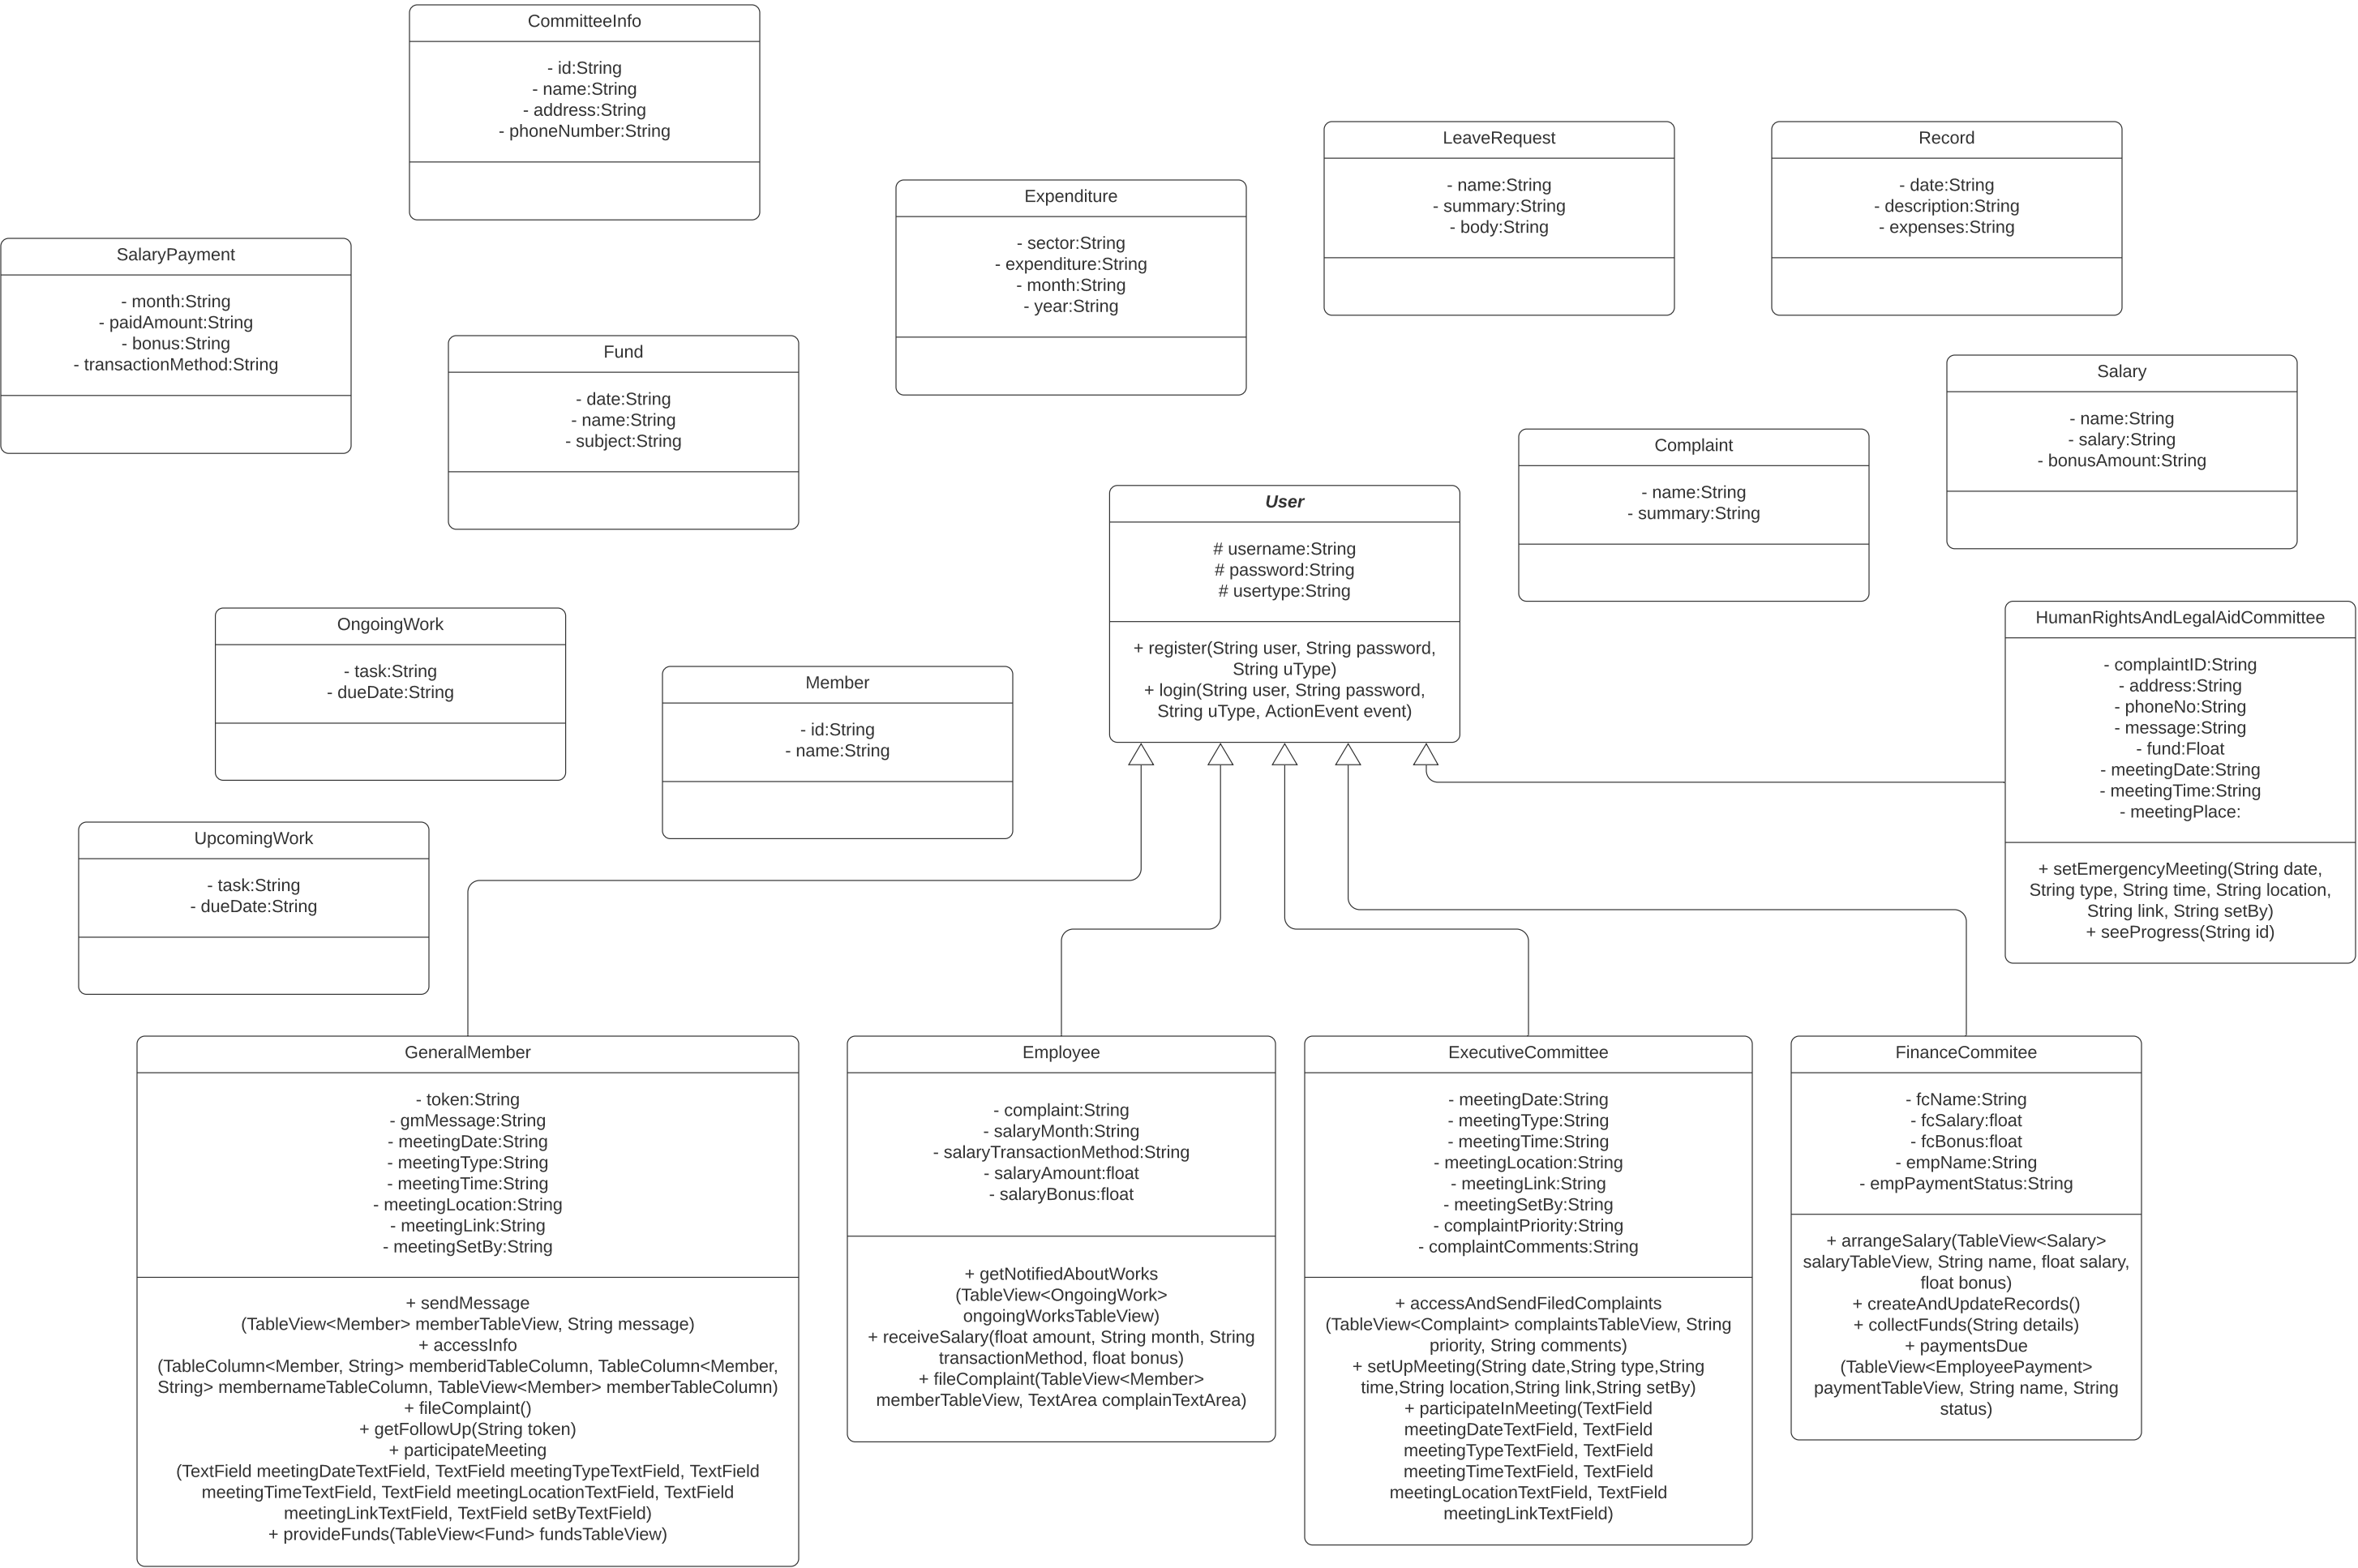 CommitteeInfo
- id:String
- name:String
- address:String
- phoneNumber:String
LeaveRequest
- name:String
- summary:String
- body:String
Record
- date:String
- description:String
- expenses:String
Expenditure
- sector:String
- expenditure:String
- month:String
- year:String
SalaryPayment
- month:String
- paidAmount:String
- bonus:String
- transactionMethod:String
Fund
- date:String
- name:String
- subject:String
Salary
- name:String
- salary:String
- bonusAmount:String
Complaint
- name:String
- summary:String
User
# username:String
# password:String
# usertype:String
+ register(String user, String password,
String uType)
+ login(String user, String password,
String uType, ActionEvent event)
OngoingWork
- task:String
- dueDate:String
Member
- id:String
- name:String
HumanRightsAndLegalAidCommittee
- complaintID:String
- address:String
- phoneNo:String
- message:String
- fund:Float
- meetingDate:String
- meetingTime:String
- meetingPlace:
+ setEmergencyMeeting(String date,
String type, String time, String location,
String link, String setBy)
+ seeProgress(String id)
UpcomingWork
- task:String
- dueDate:String
GeneralMember
- token:String
- gmMessage:String
- meetingDate:String
- meetingType:String
- meetingTime:String
- meetingLocation:String
- meetingLink:String
- meetingSetBy:String
+ sendMessage
(TableView<Member> memberTableView, String message)
+ accessInfo
(TableColumn<Member, String> memberidTableColumn, TableColumn<Member,
String> membernameTableColumn, TableView<Member> memberTableColumn)
+ fileComplaint()
+ getFollowUp(String token)
+ participateMeeting
(TextField meetingDateTextField, TextField meetingTypeTextField, TextField
meetingTimeTextField, TextField meetingLocationTextField, TextField
meetingLinkTextField, TextField setByTextField)
+ provideFunds(TableView<Fund> fundsTableView)
Employee
- complaint:String
- salaryMonth:String
- salaryTransactionMethod:String
- salaryAmount:float
- salaryBonus:float
+ getNotifiedAboutWorks
(TableView<OngoingWork>
ongoingWorksTableView)
+ receiveSalary(float amount, String month, String
transactionMethod, float bonus)
+ fileComplaint(TableView<Member>
memberTableView, TextArea complainTextArea)
ExecutiveCommittee
- meetingDate:String
- meetingType:String
- meetingTime:String
- meetingLocation:String
- meetingLink:String
- meetingSetBy:String
- complaintPriority:String
- complaintComments:String
+ accessAndSendFiledComplaints
(TableView<Complaint> complaintsTableView, String
priority, String comments)
+ setUpMeeting(String date,String type,String
time,String location,String link,String setBy)
+ participateInMeeting(TextField
meetingDateTextField, TextField
meetingTypeTextField, TextField
meetingTimeTextField, TextField
meetingLocationTextField, TextField
meetingLinkTextField)
FinanceCommitee
- fcName:String
- fcSalary:float
- fcBonus:float
- empName:String
- empPaymentStatus:String
+ arrangeSalary(TableView<Salary>
salaryTableView, String name, float salary,
float bonus)
+ createAndUpdateRecords()
+ collectFunds(String details)
+ paymentsDue
(TableView<EmployeePayment>
paymentTableView, String name, String
status)